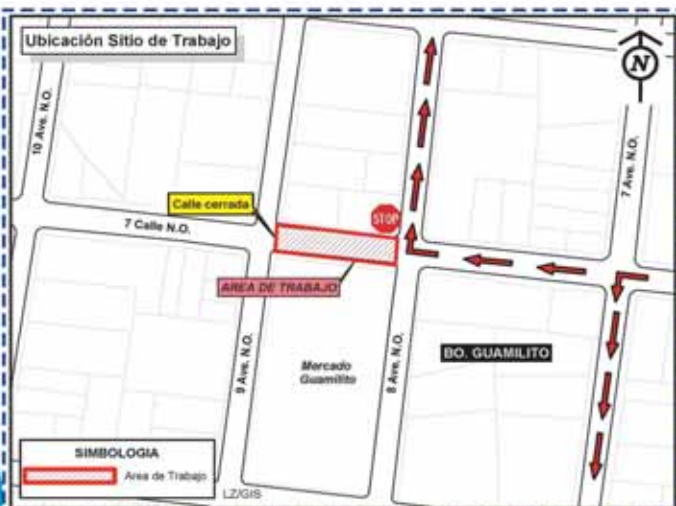 Ubicación Sitio de Trabajo
N
10 Ave. N.O.
7 Ave. N.O.
Calle cerrada
STOP
7 Calle N.O.
AREA DE TRABAJO
BO. GUAMILITO
Mercado
Guamilito
9 Ave. N.O.
8 Ave. N.O.
SIMBOLOGIA
Area de Trabajo
LZ/GIS